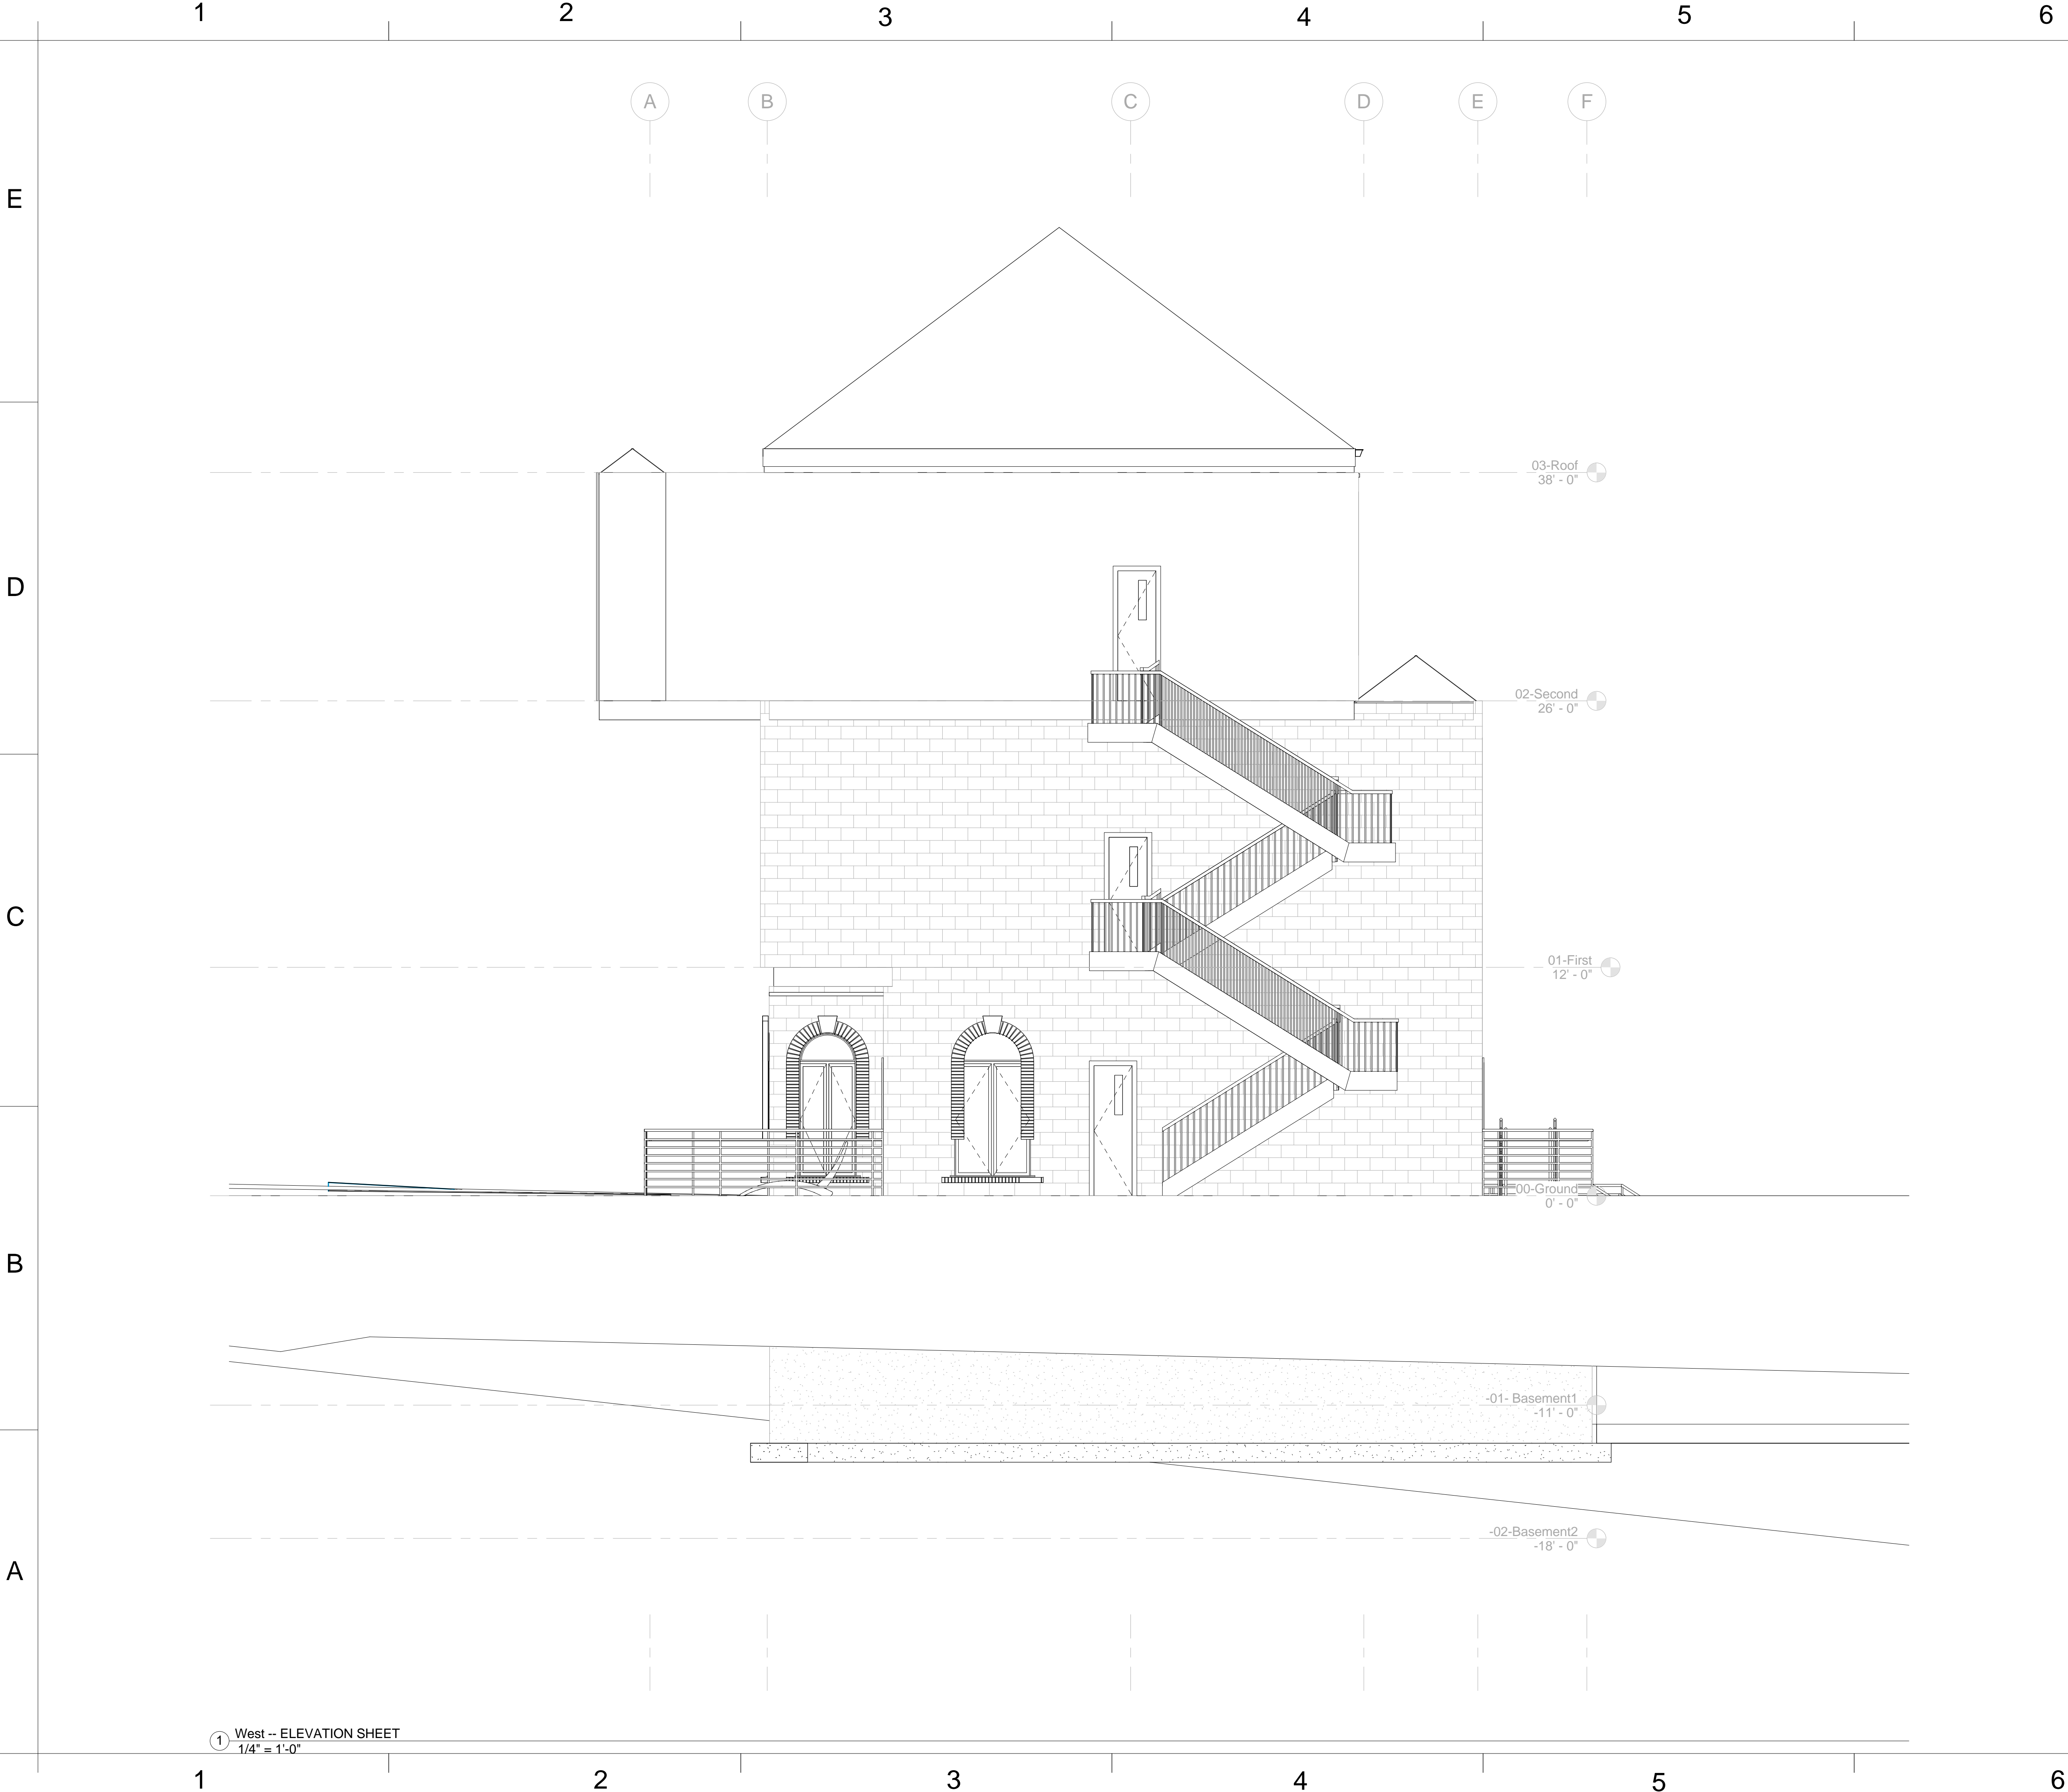 1 2 3 4 5 6
A B C D E F
E
03-Roof
38' - 0"
D
02-Second
26' - 0"
C
01-First
12' - 0"
00-Ground
0' - 0"
B
-01- Basement1
-11' - 0"
-02-Basement2
-18' - 0"
A
1 West -- ELEVATION SHEET
1/4" = 1'-0"
1 2 3 4 5 6